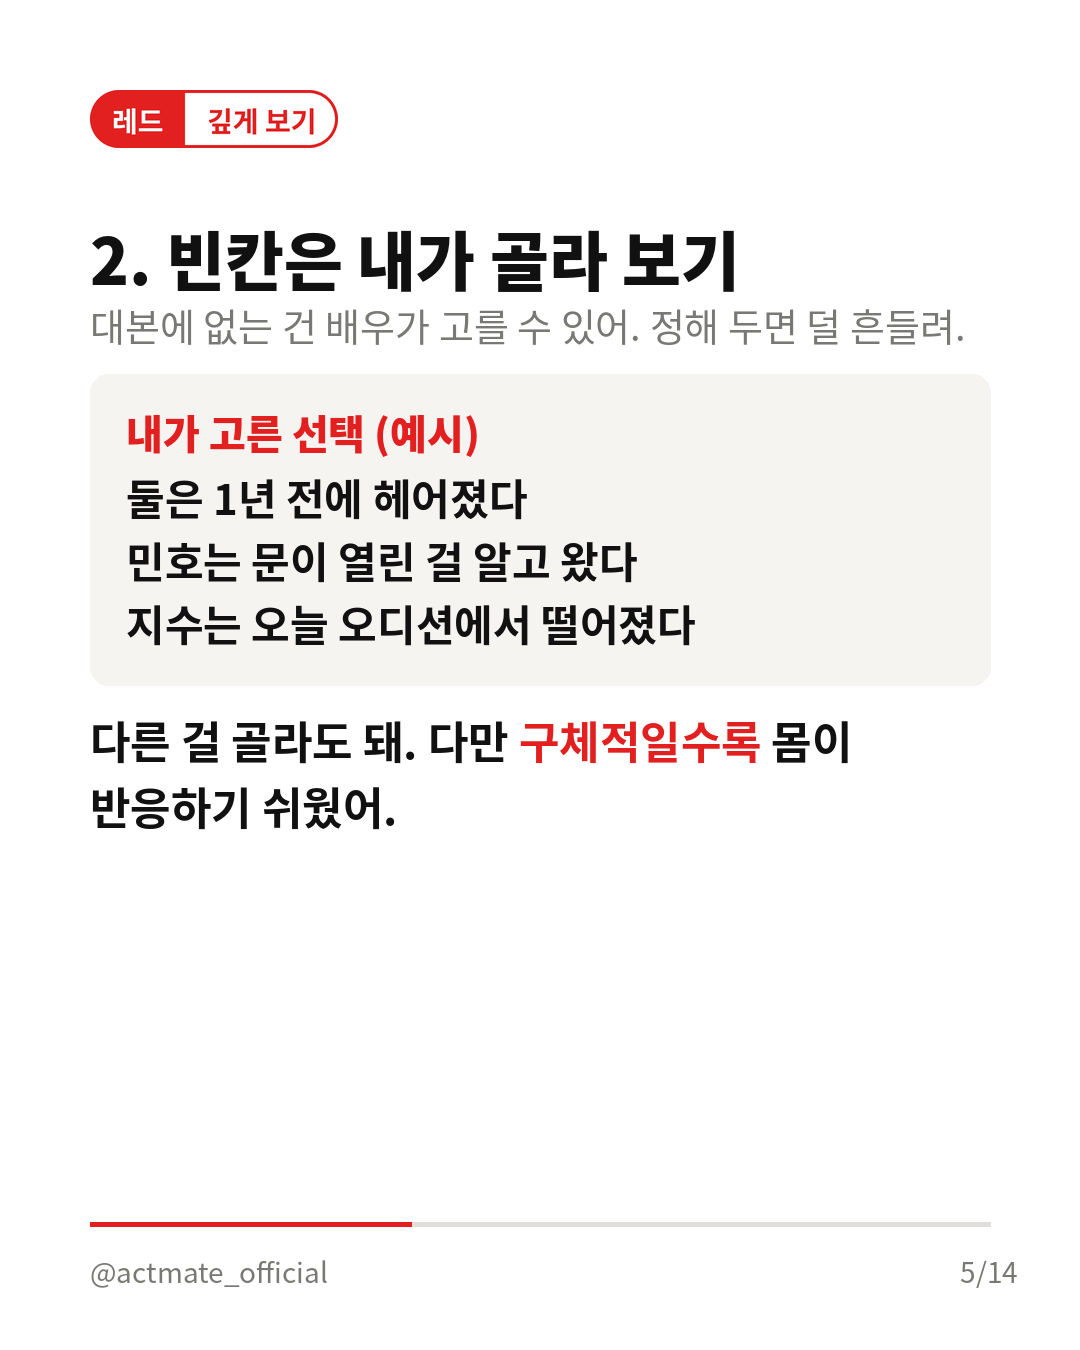 레드 깊게 보기
2. 빈칸은 내가 골라 보기
대본에 없는 건 배우가 고를 수 있어. 정해 두면 덜 흔들려.
내가 고른 선택 (예시)
둘은 1년 전에 헤어졌다
민호는 문이 열린 걸 알고 왔다
지수는 오늘 오디션에서 떨어졌다
다른 걸 골라도 돼. 다만 구체적일수록 몸이
반응하기 쉬웠어.
@actmate_official
5/14